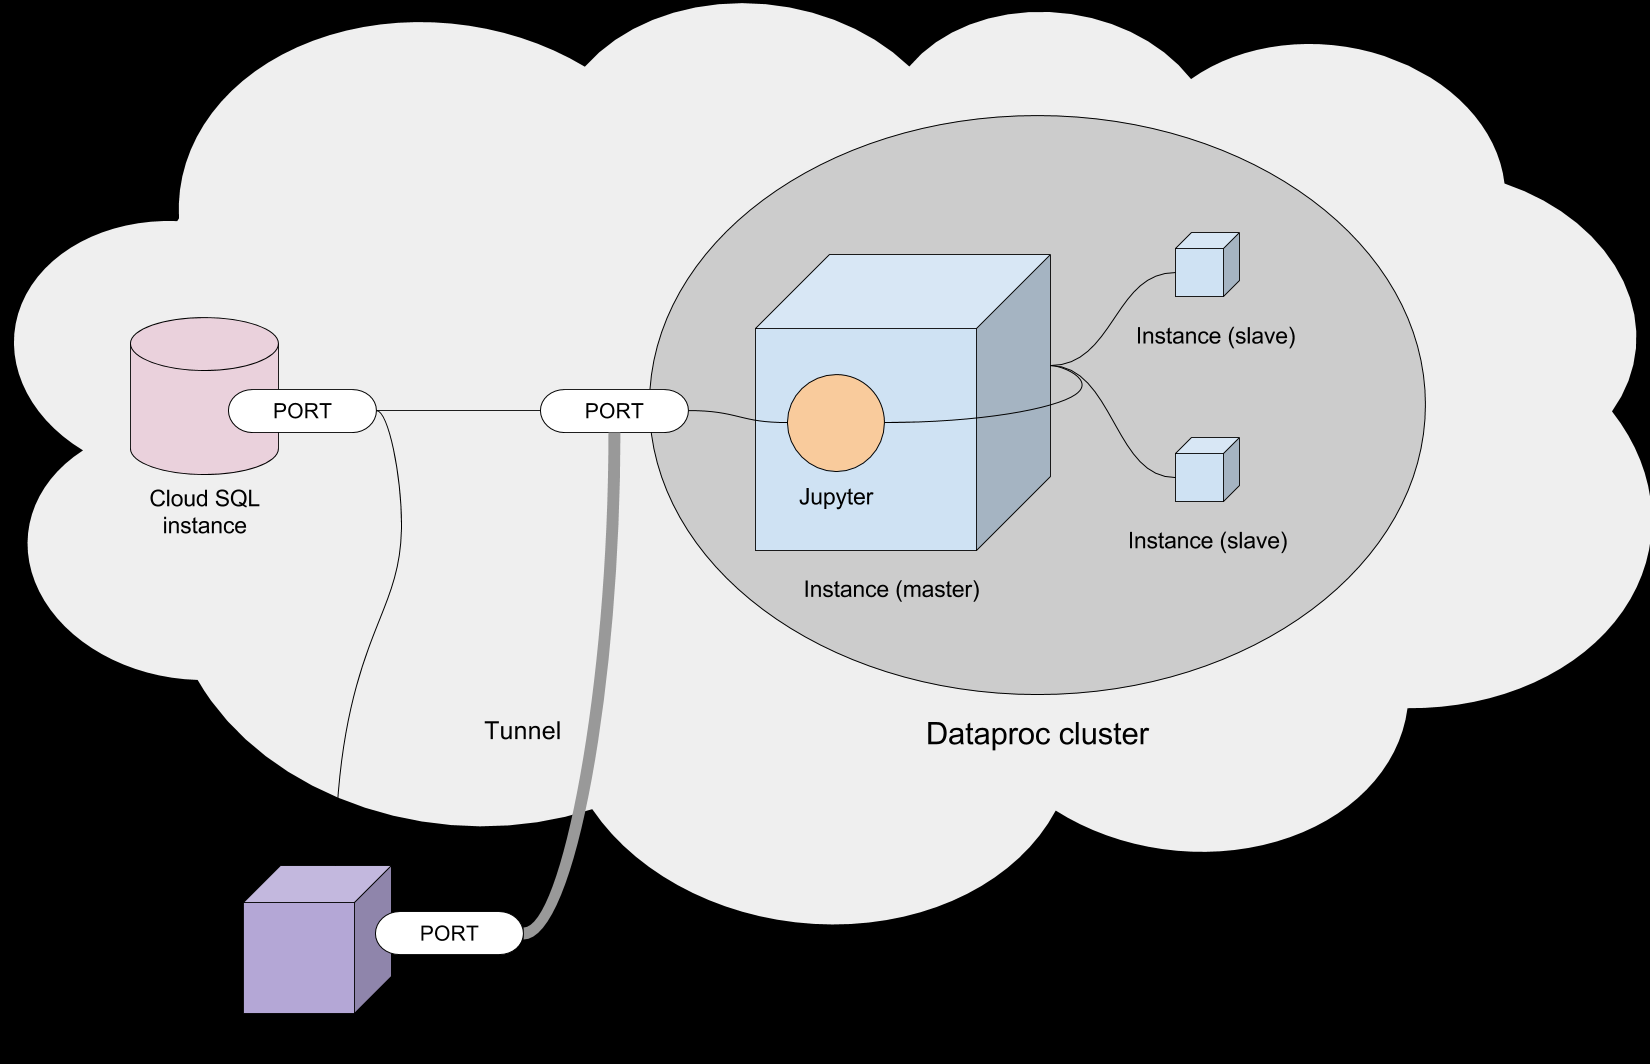 Instance (slave)
PORT
PORT
Jupyter
Cloud SQL
instance
Instance (slave)
Instance (master)
Tunnel
Dataproc cluster
PORT